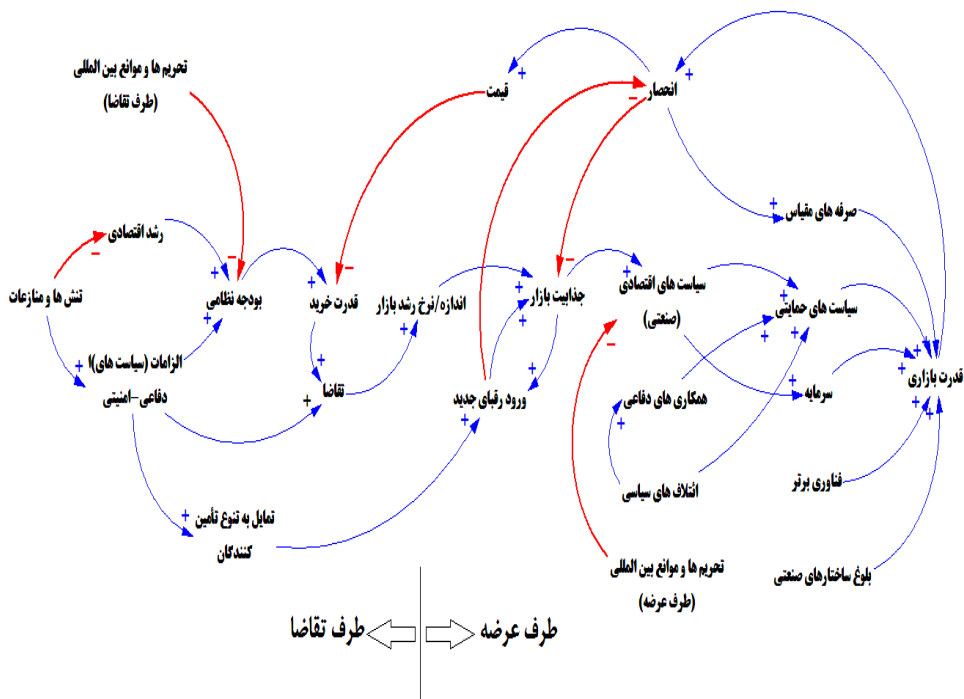 تحریم ها و موانع بین المللی
(طرف تقاضا)
انحصار
+
+
−
قیمت
صرفه های مقیاس
+
رشد اقتصادی
−
تنش ها و منازعات
بودجه نظامی
−
+
+
قدرت خرید
−
+
اندازه/نرخ رشد بازار
+
جذابیت بازار
−
+
+
سیاست های اقتصادی
(صنعتی)
+
−
سیاست های حمایتی
+
+
+
الزامات (سیاست های)ا
دفاعی-امنیتی
+
تقاضا
+
+
ورود رقبای جدید
+
+
همکاری های دفاعی
+
سرمایه
+
قدرت بازاری
+
+
+
+
+
ائتلاف های سیاسی
فناوری برتر
تمایل به تنوع تأمین
کنندگان
+
تحریم ها و موانع بین المللی
(طرف عرضه)
بلوغ ساختارهای صنعتی
طرف عرضه
طرف تقاضا